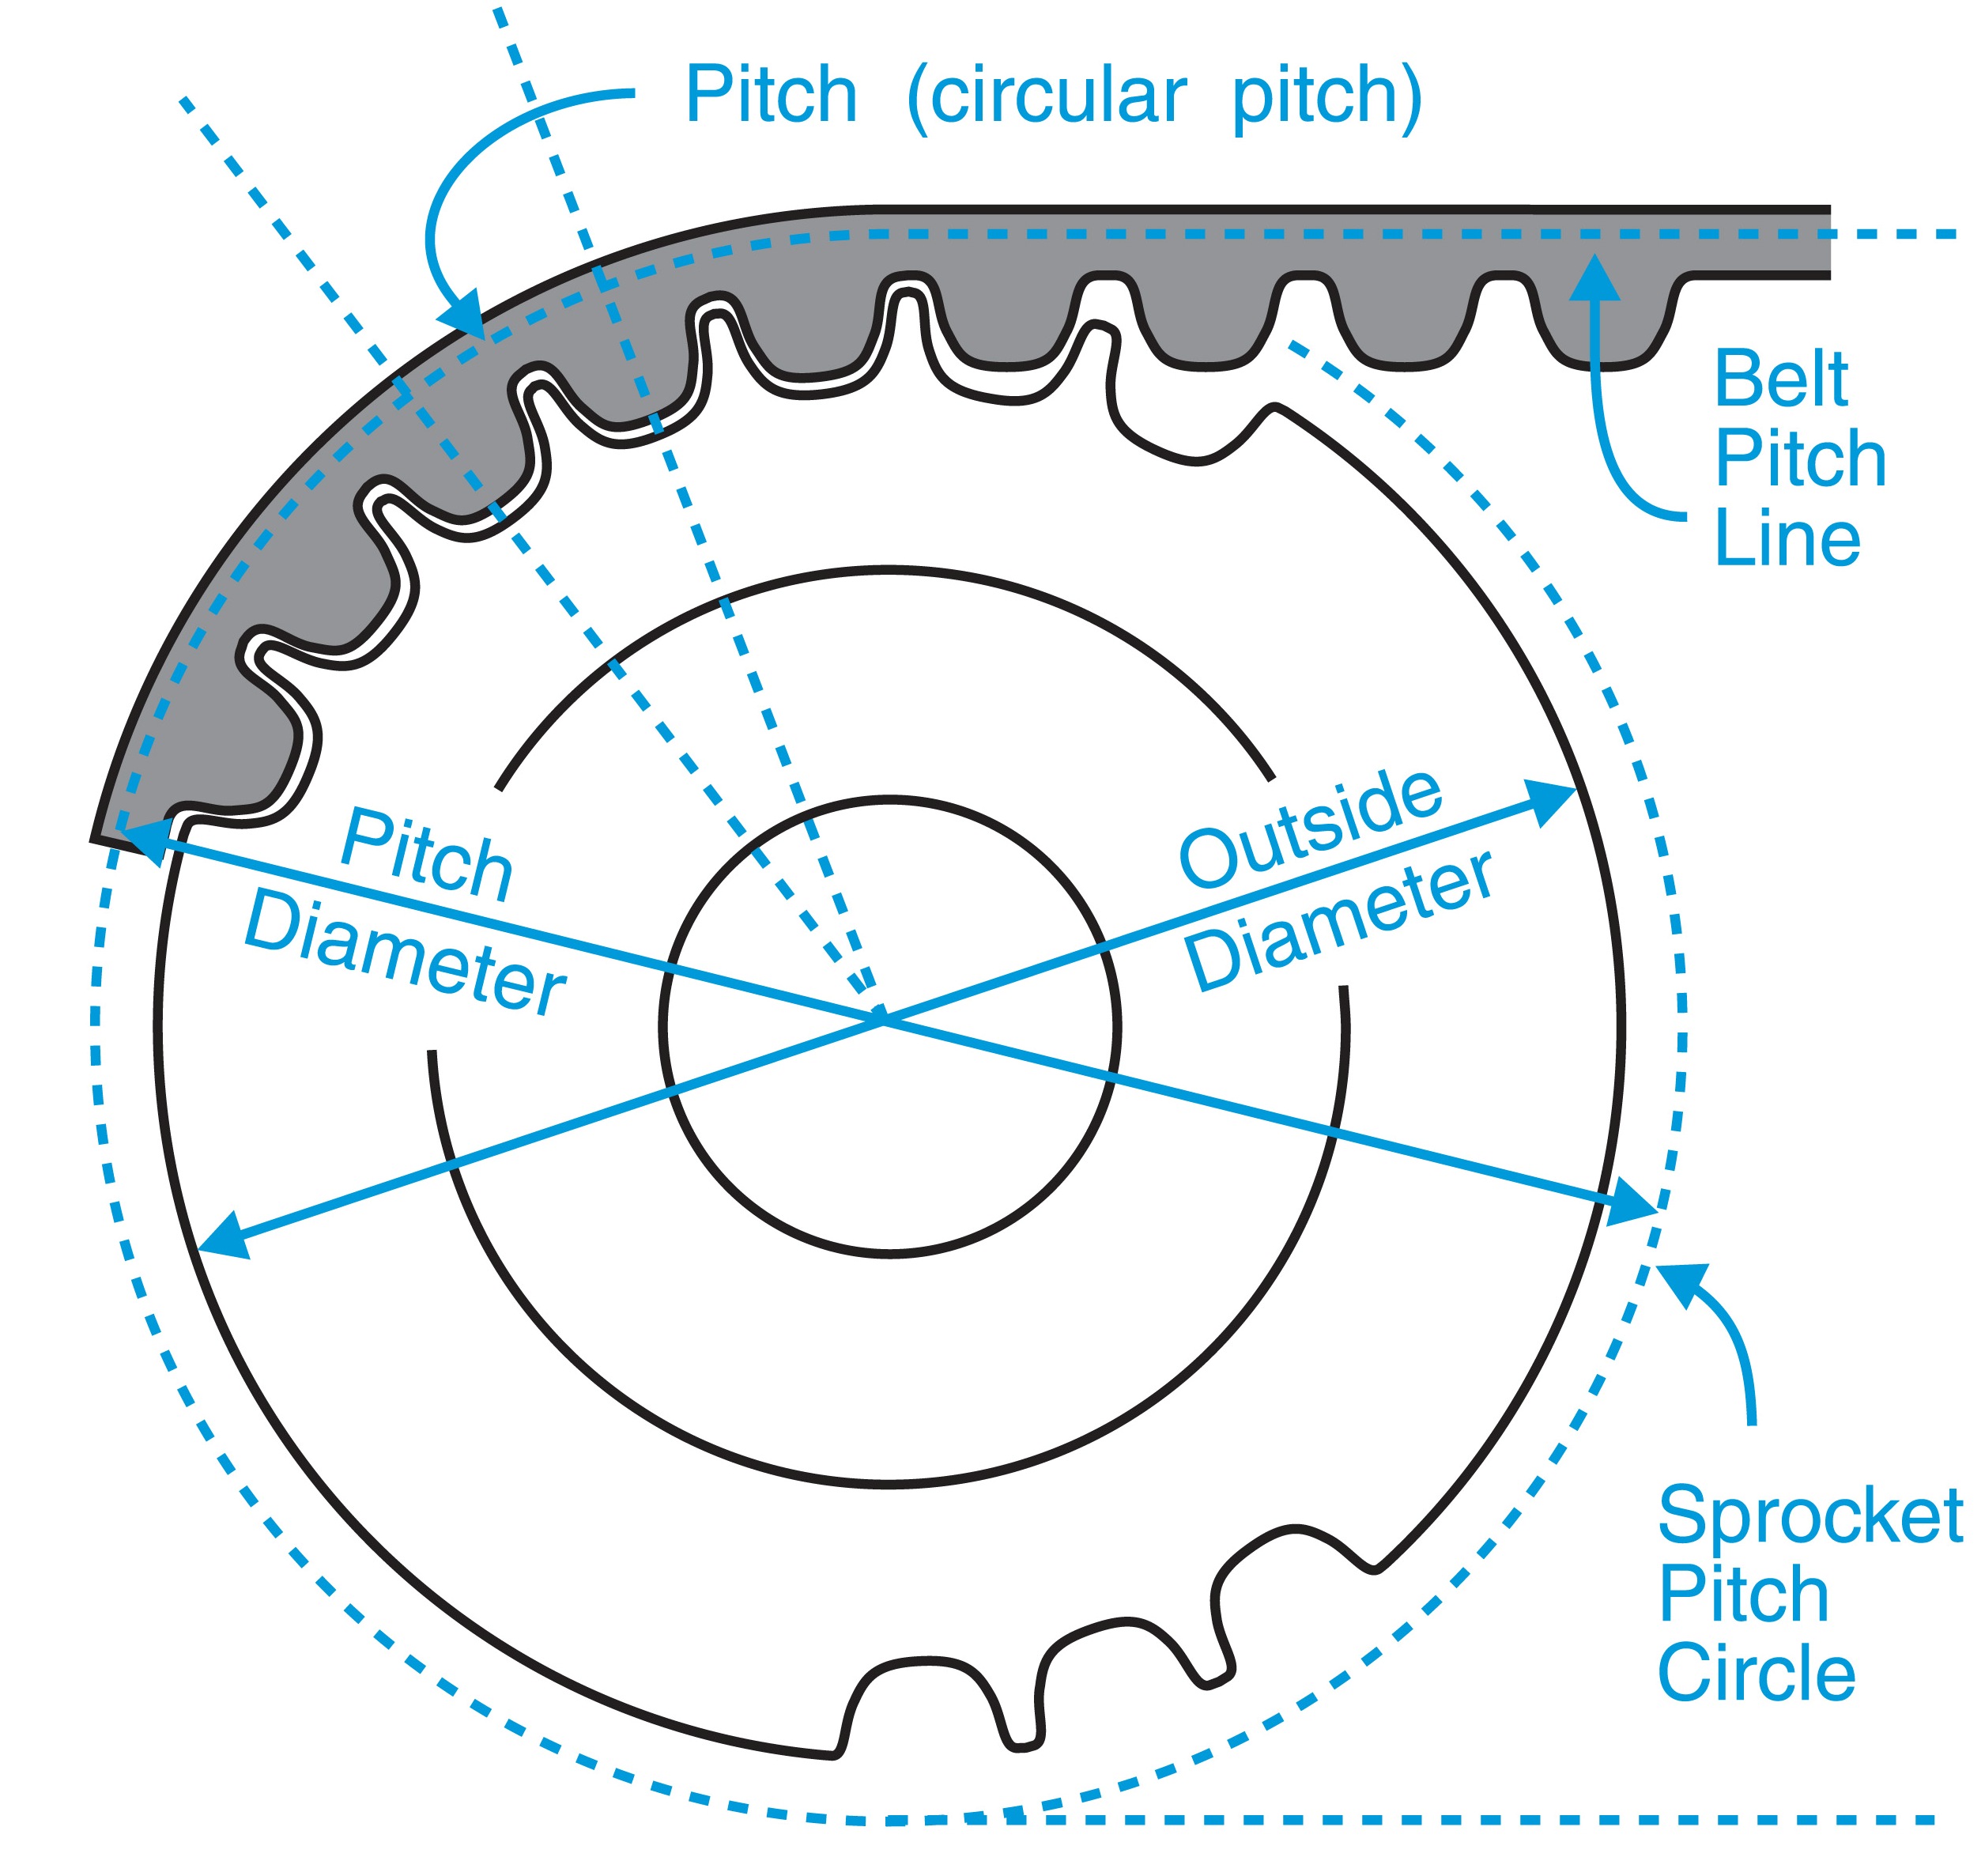 Pitch (circular pitch)
Belt
Pitch
Line
Pitch
Diameter
Outside
Diameter
Sprocket
Pitch
Circle